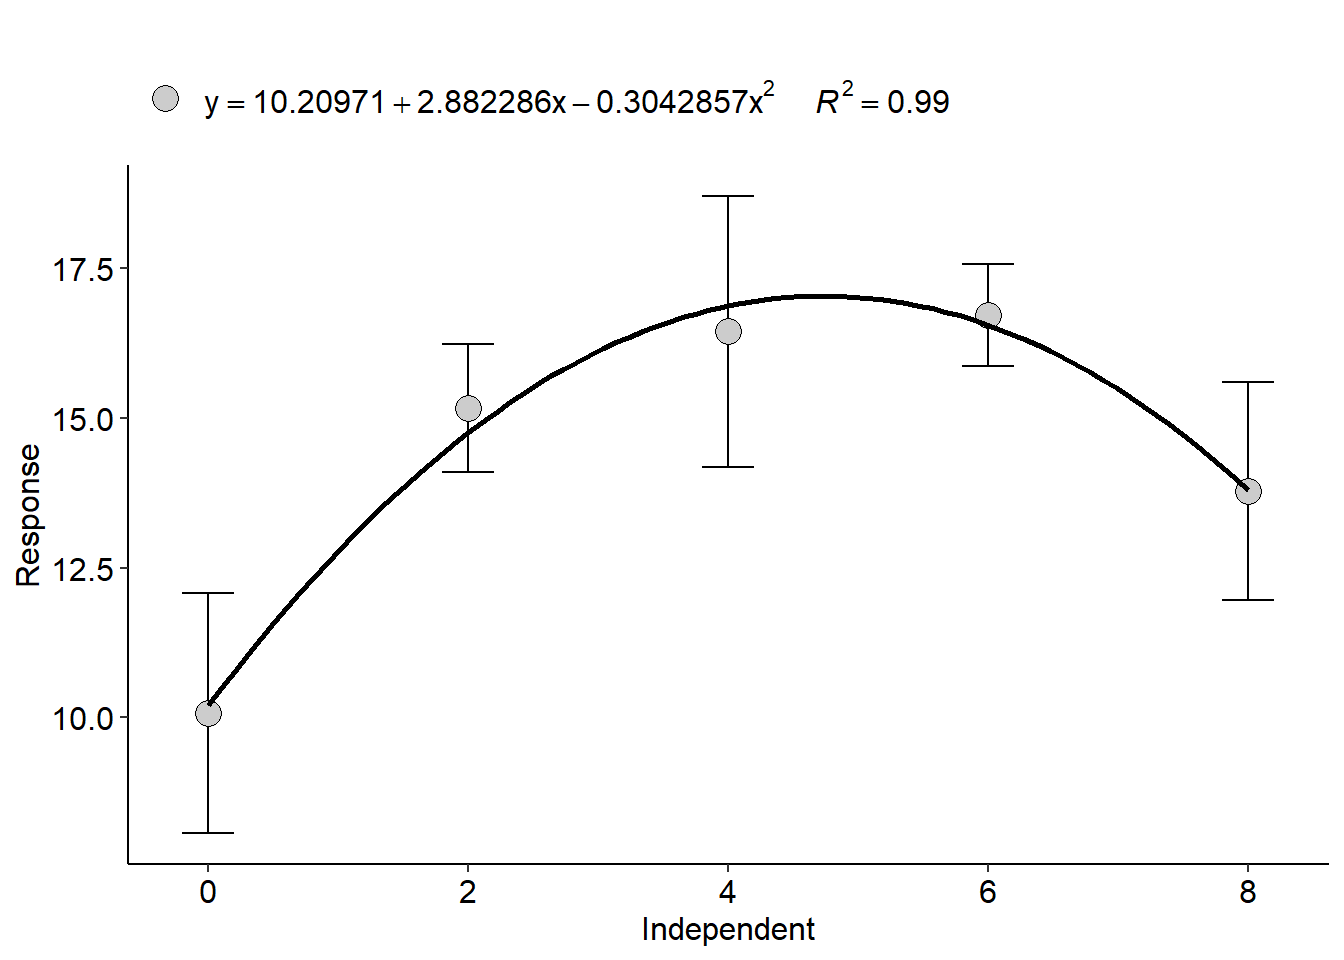 y = 10.20971 + 2.882286x − 0.3042857x² R² = 0.99
17.5
15.0
12.5
10.0
Response
0 2 4 6 8
Independent